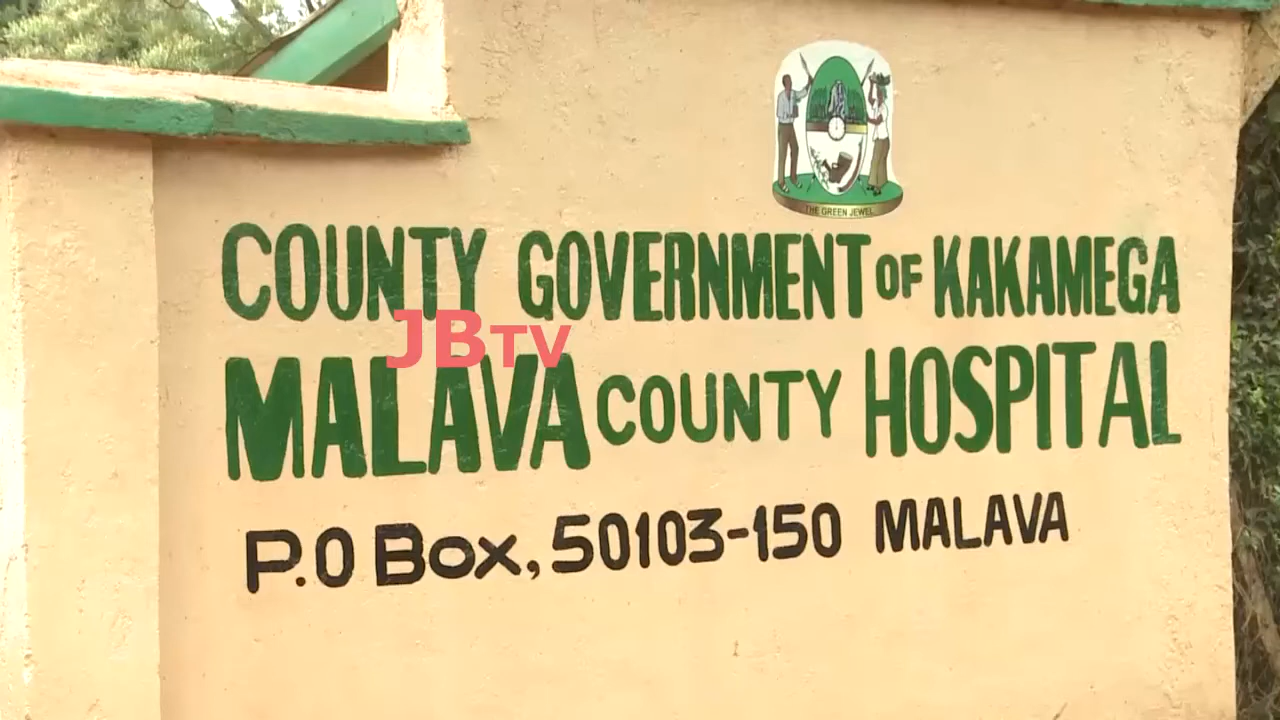 THE GREEN JEWEL
COUNTY GOVERNMENT OF KAKAMEGA
JBTV
MALAVA COUNTY HOSPITAL
P.O BOX, 50103-150 MALAVA